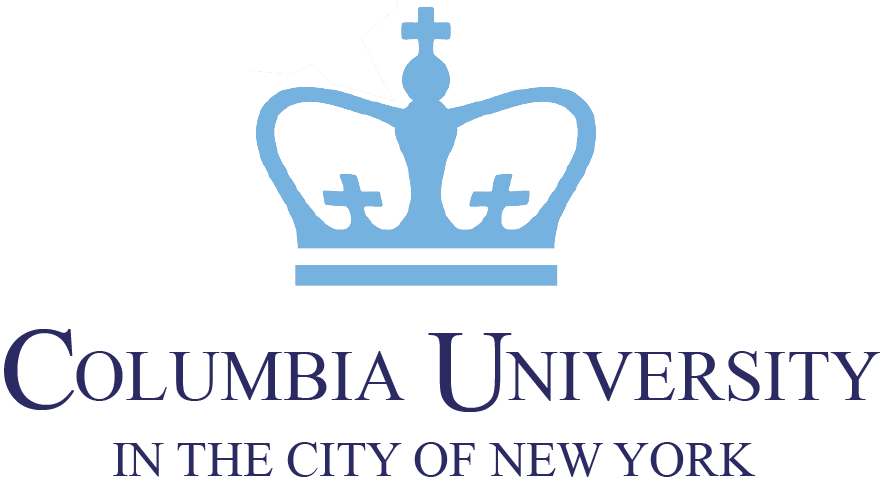 COLUMBIA UNIVERSITY
IN THE CITY OF NEW YORK